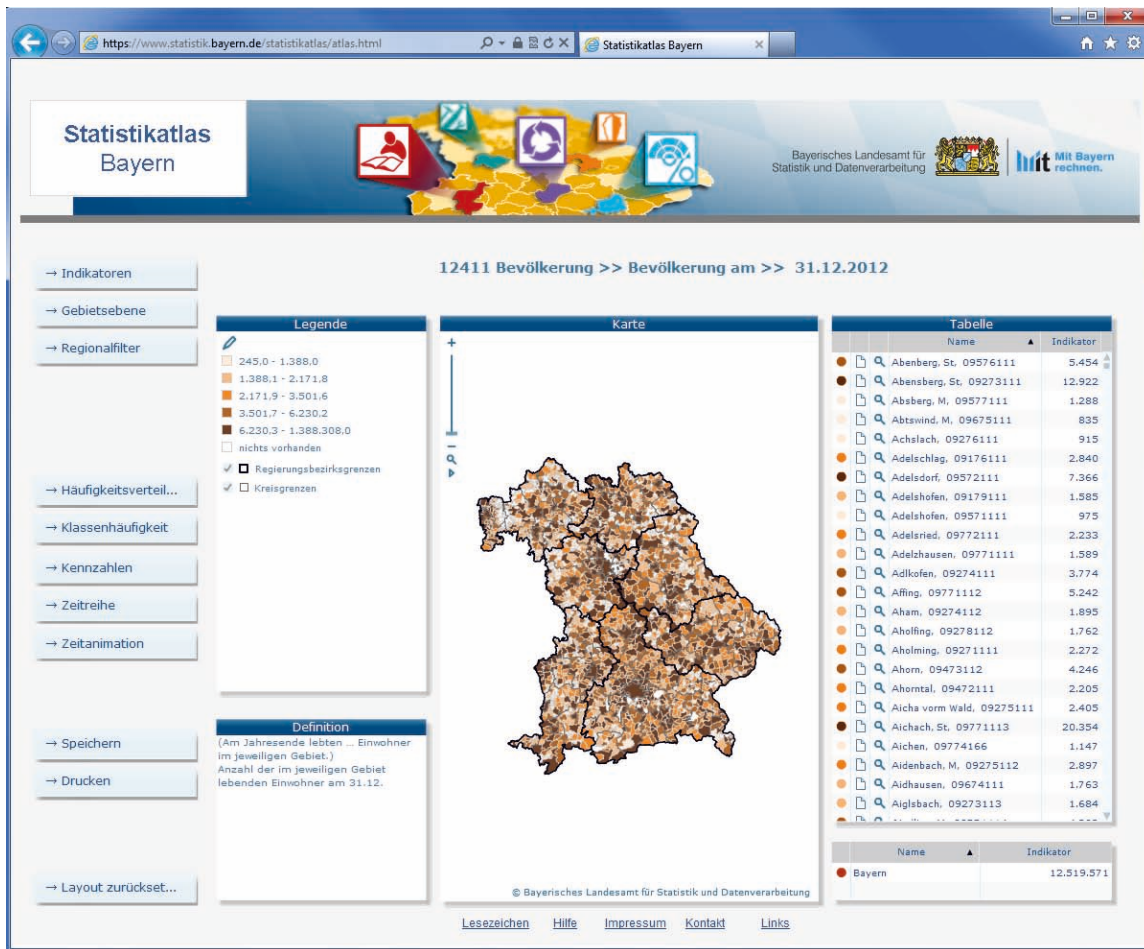 https://www.statistik.bayern.de/statistikatlas/atlas.html
Statistikatlas Bayern
Statistikatlas
Bayern
Bayerisches Landesamt für
Statistik und Datenverarbeitung
mit Mit Bayern
rechnen.
12411 Bevölkerung >> Bevölkerung am >> 31.12.2012
→ Indikatoren
→ Gebietsebene
→ Regionalfilter
→ Häufigkeitsverteil...
→ Klassenhäufigkeit
→ Kennzahlen
→ Zeitreihe
→ Zeitanimation
→ Speichern
→ Drucken
→ Layout zurückset...
Legende
245,0 - 1.388,0
1.388,1 - 2.171,8
2.171,9 - 3.501,6
3.501,7 - 6.230,2
6.230,3 - 1.388.308,0
nichts vorhanden
Regierungsbezirksgrenzen
Kreisgrenzen
Definition
(Am Jahresende lebten ... Einwohner
im jeweiligen Gebiet.)
Anzahl der im jeweiligen Gebiet
lebenden Einwohner am 31.12.
Karte
© Bayerisches Landesamt für Statistik und Datenverarbeitung
Tabelle
Name ▲ Indikator
Abenberg, St, 09576111 5.454
Abensberg, St, 09273111 12.922
Absberg, M, 09577111 1.288
Abtswind, M, 09675111 835
Achslach, 09276111 915
Adelschlag, 09176111 2.840
Adelsdorf, 09572111 7.366
Adelshofen, 09179111 1.585
Adelshofen, 09571111 975
Adelsried, 09772111 2.233
Adelzhausen, 09771111 1.589
Adlkofen, 09274111 3.774
Affing, 09771112 5.242
Aham, 09274112 1.895
Aholfing, 09278112 1.762
Aholming, 09271111 2.272
Ahorn, 09473112 4.246
Ahorntal, 09472111 2.205
Aicha vorm Wald, 09275111 2.405
Aichach, St, 09771113 20.354
Aichen, 09774166 1.147
Aidenbach, M, 09275112 2.897
Aidhausen, 09674111 1.763
Aiglsbach, 09273113 1.684
Name ▲ Indikator
Bayern 12.519.571
Lesezeichen Hilfe Impressum Kontakt Links